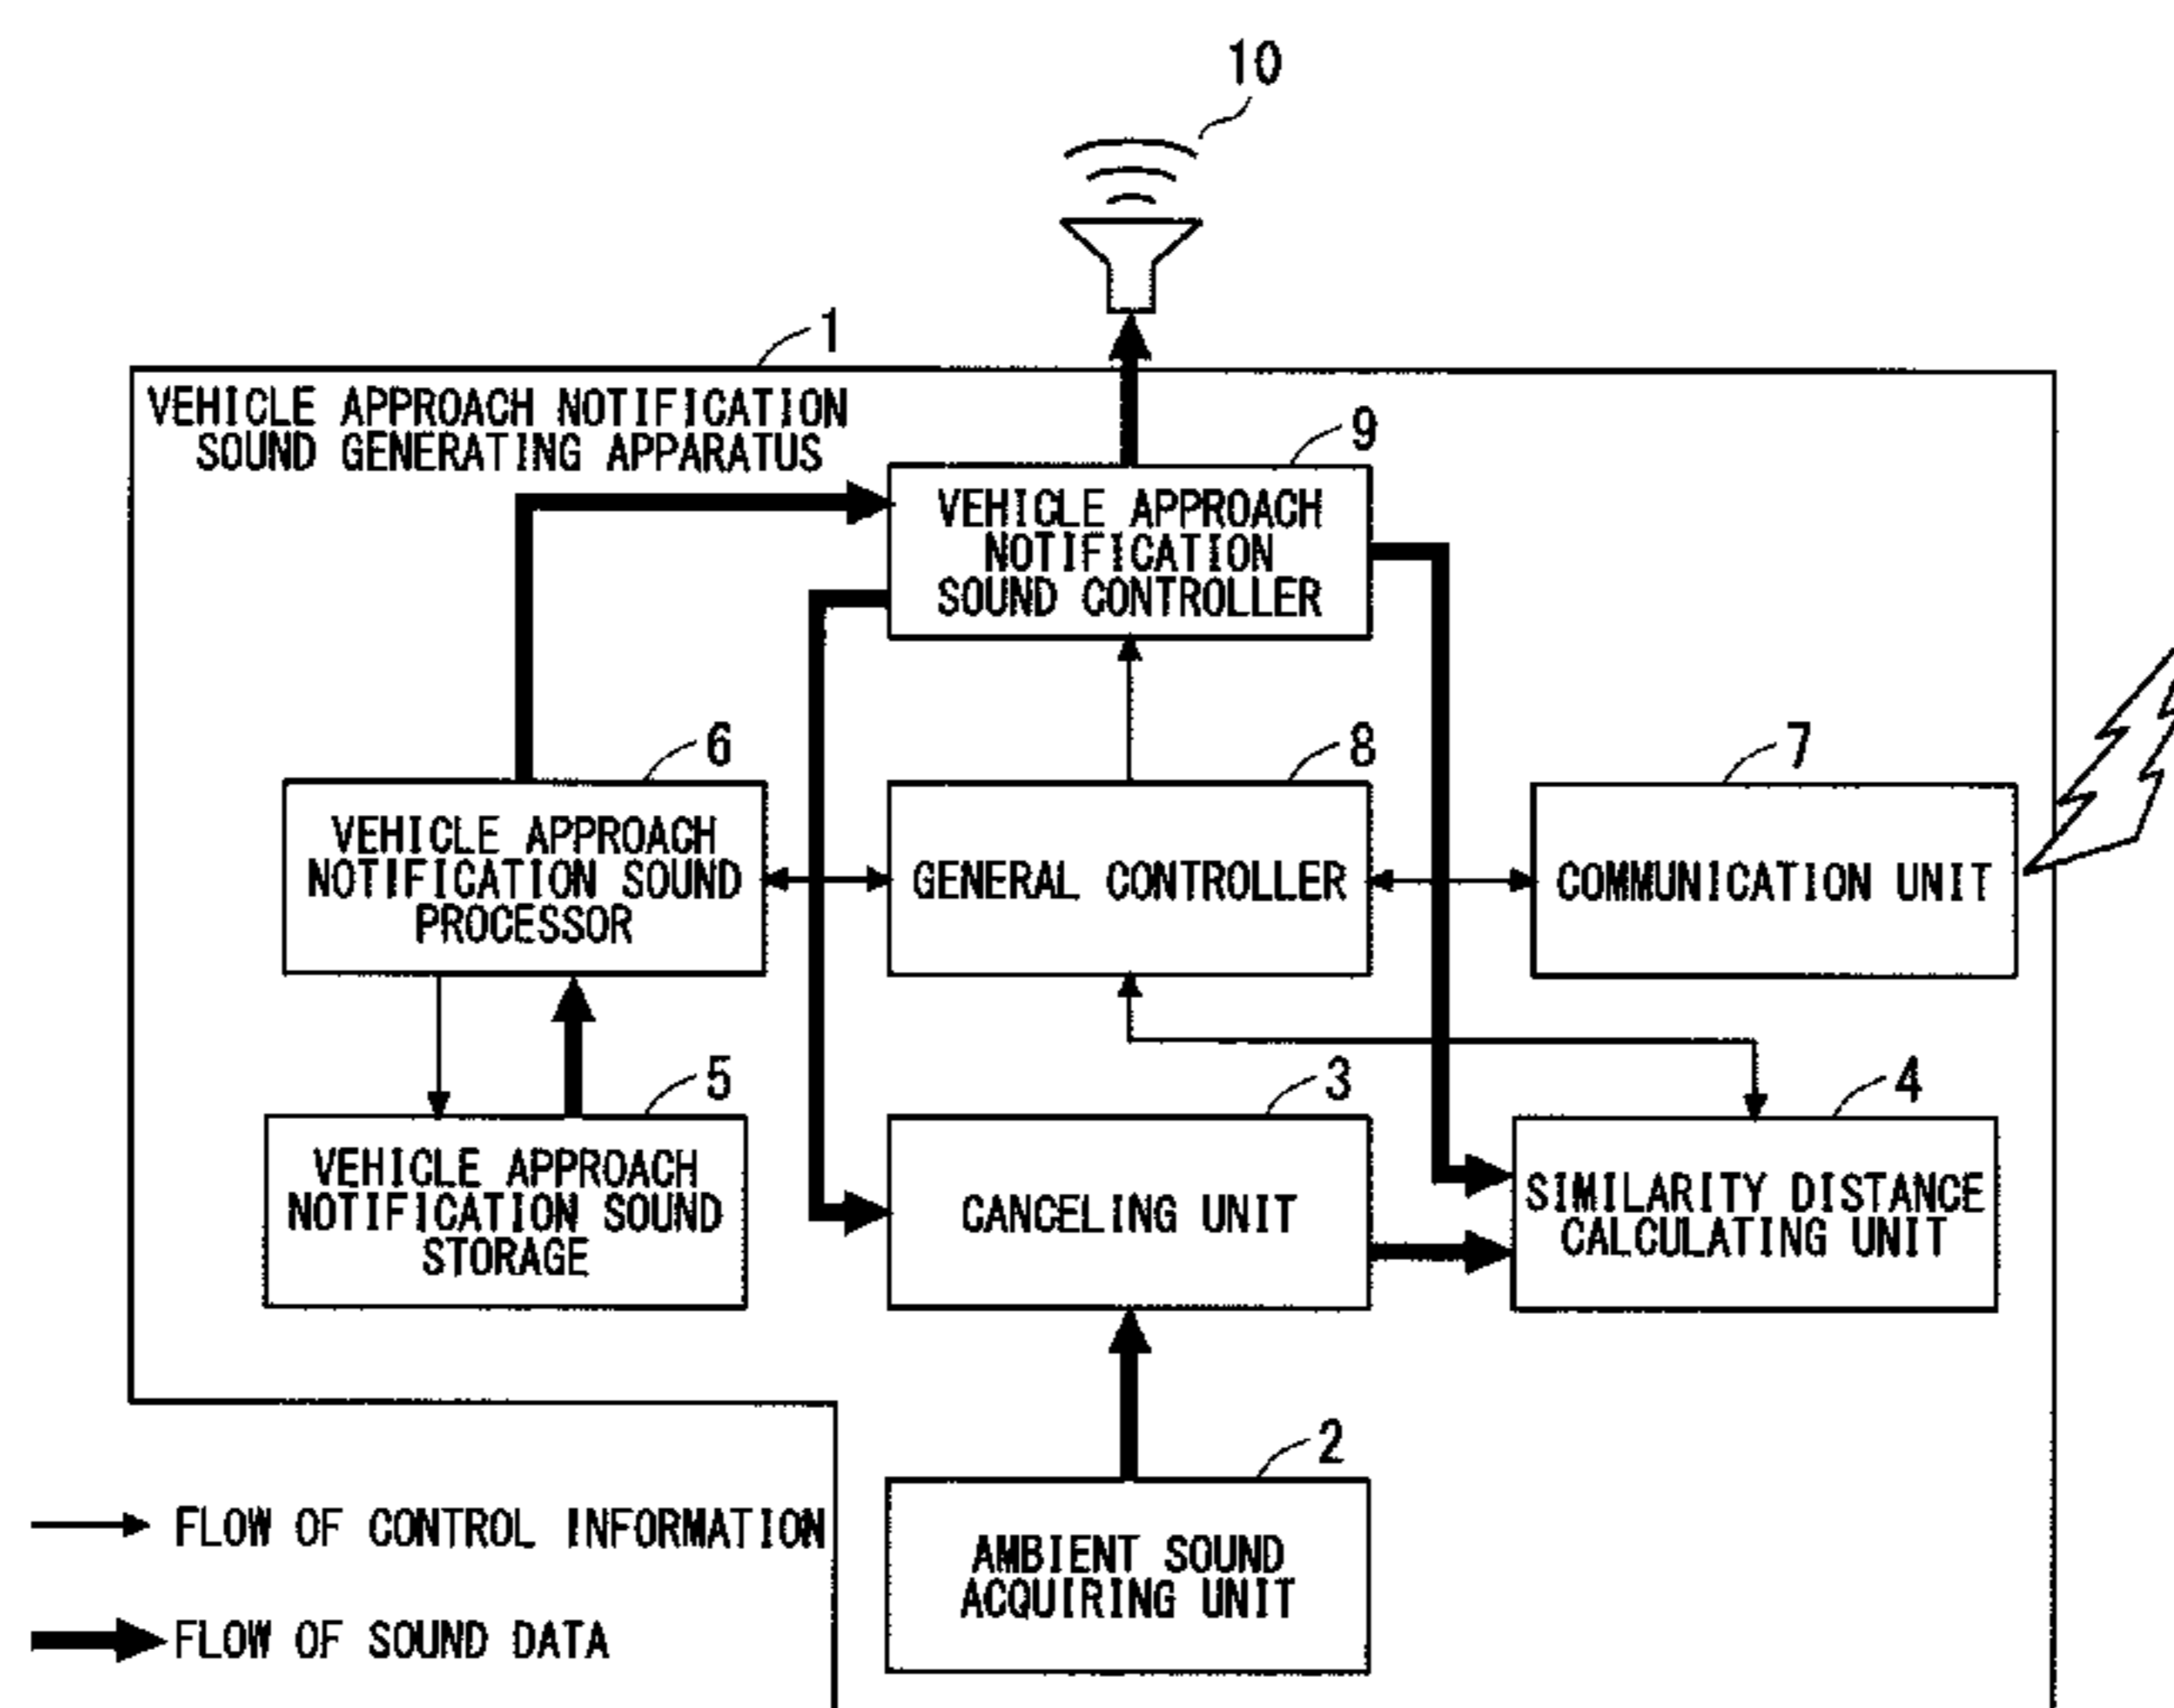 10
1
VEHICLE APPROACH NOTIFICATION
SOUND GENERATING APPARATUS
9
VEHICLE APPROACH
NOTIFICATION
SOUND CONTROLLER
6
VEHICLE APPROACH
NOTIFICATION SOUND
PROCESSOR
8
GENERAL CONTROLLER
7
COMMUNICATION UNIT
5
VEHICLE APPROACH
NOTIFICATION SOUND
STORAGE
3
CANCELING UNIT
4
SIMILARITY DISTANCE
CALCULATING UNIT
2
AMBIENT SOUND
ACQUIRING UNIT
FLOW OF CONTROL INFORMATION
FLOW OF SOUND DATA